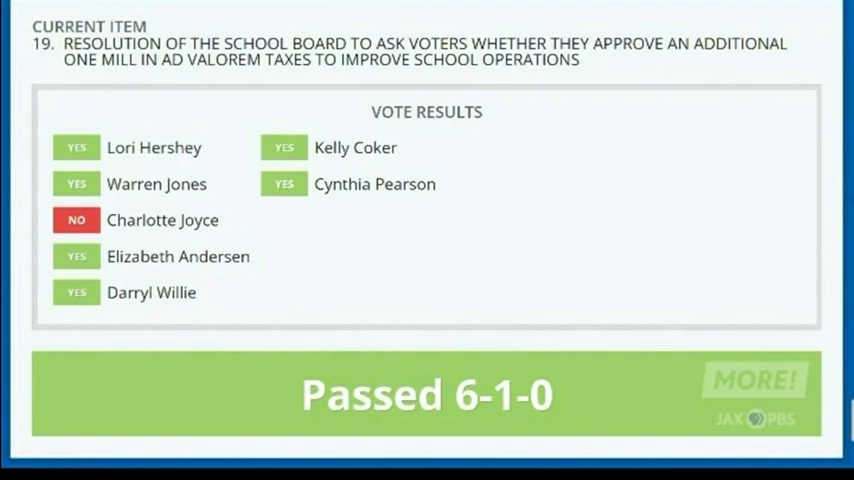 CURRENT ITEM
19. RESOLUTION OF THE SCHOOL BOARD TO ASK VOTERS WHETHER THEY APPROVE AN ADDITIONAL
ONE MILL IN AD VALOREM TAXES TO IMPROVE SCHOOL OPERATIONS
VOTE RESULTS
YES Lori Hershey
YES Warren Jones
NO Charlotte Joyce
YES Elizabeth Andersen
YES Darryl Willie
YES Kelly Coker
YES Cynthia Pearson
Passed 6-1-0
MORE!
JAX PBS